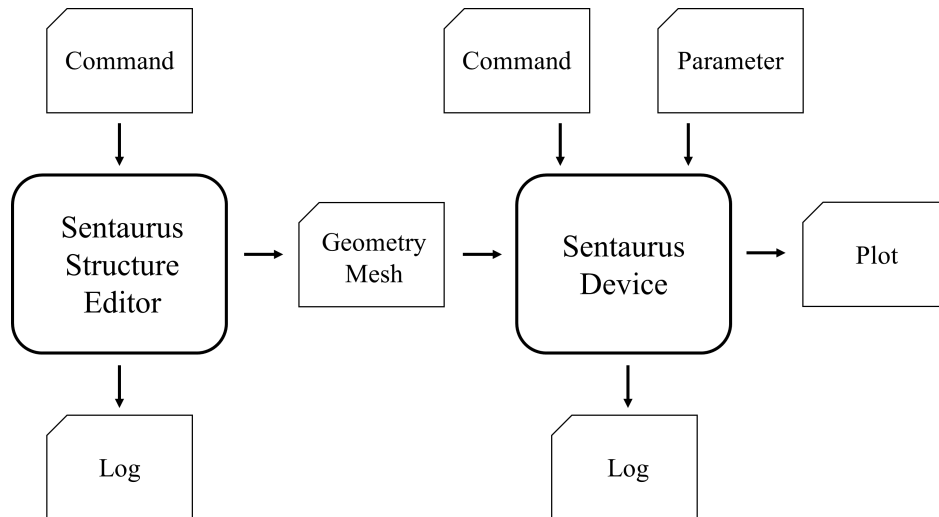 Command
Command
Parameter
Sentaurus
Structure
Editor
Geometry
Mesh
Sentaurus
Device
Plot
Log
Log